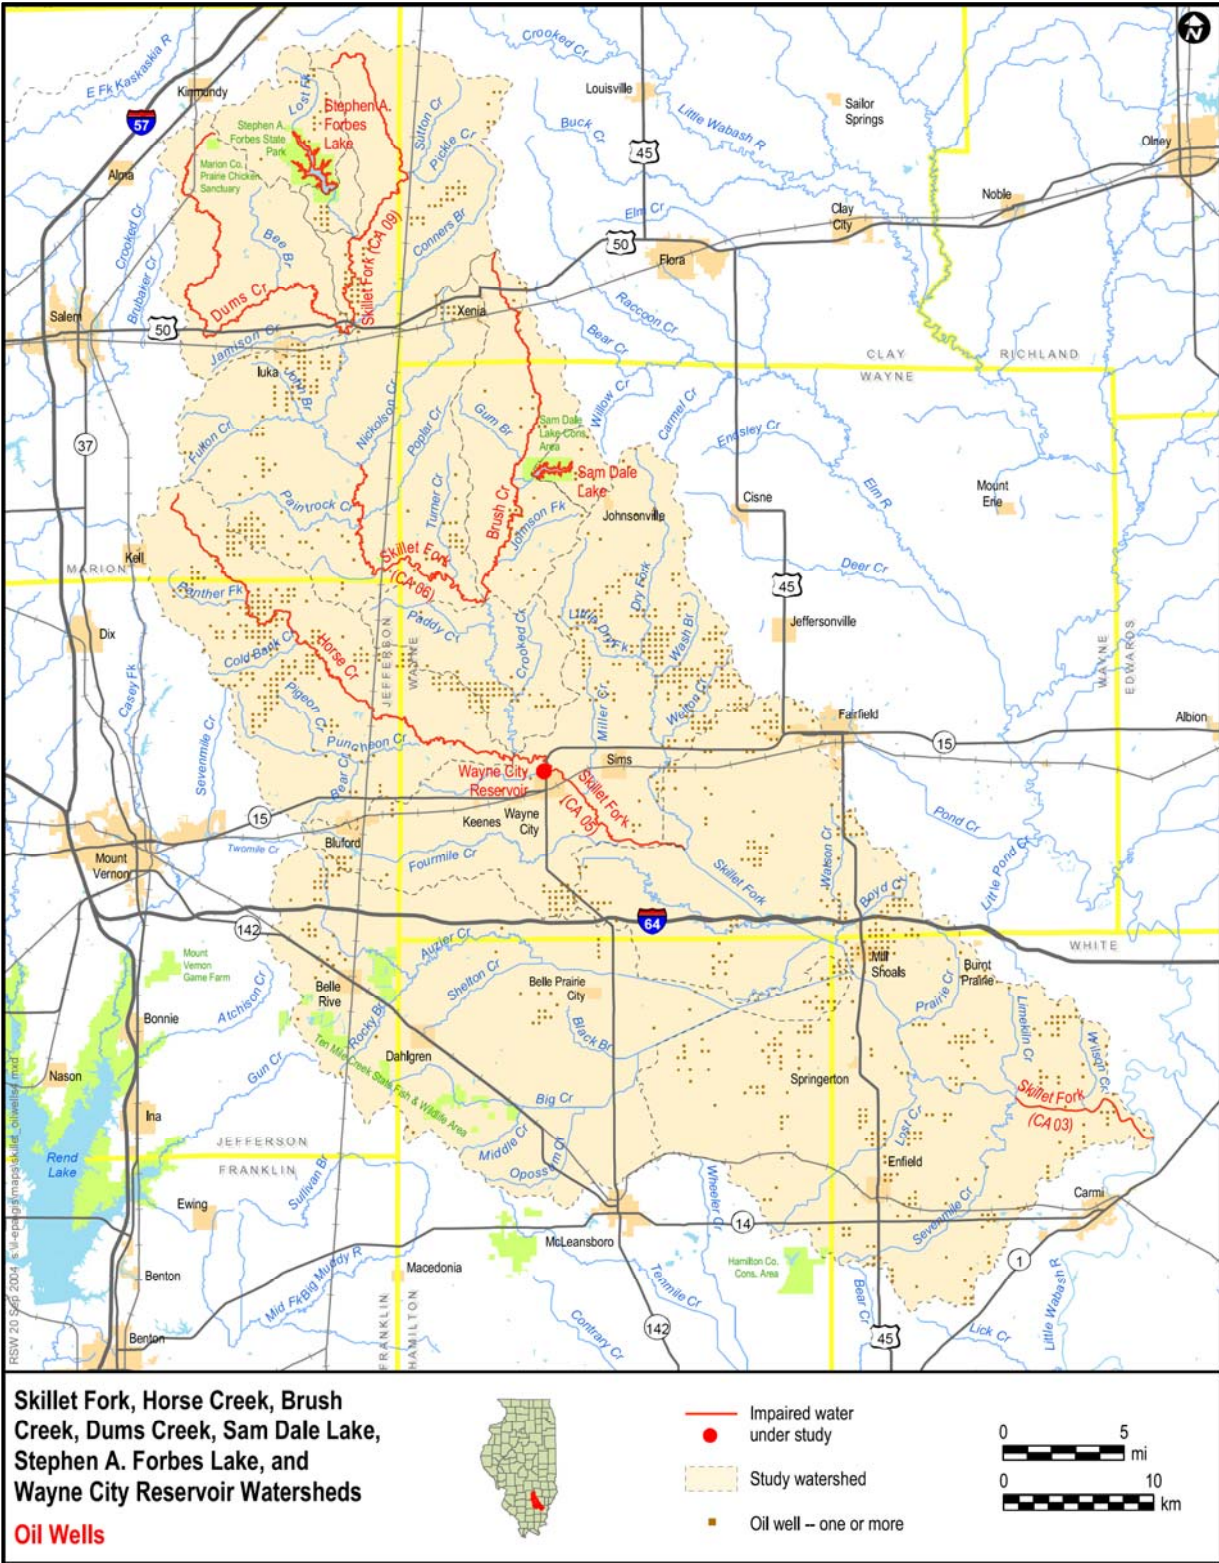 N
Crooked Cr
E Fk Kaskaskia R
Kinmundy
Lost Fk
Louisville
Sailor
Springs
57
Stephen A.
Forbes
Lake
Sutton Cr
Little Wabash R
Stephen A.
Forbes State
Park
Buck Cr
Olney
Pickle Cr
45
Alma
Marion Co.
Prairie Chicken
Sanctuary
Noble
Elm Cr
Clay
City
Crooked Cr
Bee Br
Skillet Fork (CA 09)
Conners Br
50
Flora
Brubaker Cr
Dums Cr
Raccoon Cr
Salem
50
Xenia
Jamison Cr
Bear Cr
CLAY
RICHLAND
WAYNE
Iuka
John Br
Willow Cr
Carmel Cr
Nickolson Cr
Poplar Cr
Gum Br
Sam Dale
Lake Cons.
Area
Endsley Cr
Fulton Cr
37
Elm R
Sam Dale
Lake
Mount
Erie
Cisne
Paintrock Cr
Turner Cr
Brush Cr
Johnson Fk
Johnsonville
Kell
Skillet Fork
(CA 06)
MARION
Deer Cr
Panther Fk
Dry Fork
45
Paddy Cr
Crooked Cr
Little Dry Fk
Wash Br
Jeffersonville
Dix
Horse Cr
Cold Bank Cr
JEFFERSON
WAYNE
WAYNE
EDWARDS
Casey Fk
Pigeon Cr
Miller Cr
Welton Cr
Fairfield
Albion
Sevenmile Cr
Puncheon Cr
15
Bear Cr
Sims
Wayne City
Reservoir
Skillet Fork
(CA 05)
15
Keenes
Wayne
City
Pond Cr
Twomile Cr
Bluford
Mount
Vernon
Fourmile Cr
Watson Cr
Little Pond Cr
Skillet Fork
Boyd Cr
142
64
Auxier Cr
WHITE
Mount
Vernon
Game Farm
Mill
Shoals
Burnt
Prairie
Belle
Rive
Shelton Cr
Belle Prairie
City
Atchison Cr
Prairie Cr
Bonnie
Rocky Br
Black Br
Limekiln Cr
Wilson Cr
Gun Cr
Dahlgren
Ten Mile Creek State Fish & Wildlife Area
Nason
Springerton
Skillet Fork
(CA 03)
Big Cr
Ina
Lost Cr
JEFFERSON
FRANKLIN
Middle Cr
Opossum Cr
Rend
Lake
Enfield
Sullivan Br
Wheeler Cr
Carmi
Ewing
Sevenmile Cr
14
McLeansboro
Mid Fk Big Muddy R
Macedonia
Hamilton Co.
Cons. Area
1
Benton
Tenmile Cr
Bear Cr
Little Wabash R
FRANKLIN
HAMILTON
Contrary Cr
142
45
Lick Cr
Benton
RSW 20 Sep 2004
Skillet Fork, Horse Creek, Brush
Creek, Dums Creek, Sam Dale Lake,
Stephen A. Forbes Lake, and
Wayne City Reservoir Watersheds
Oil Wells
Impaired water
under study
Study watershed
Oil well -- one or more
0 5
mi
0 10
km